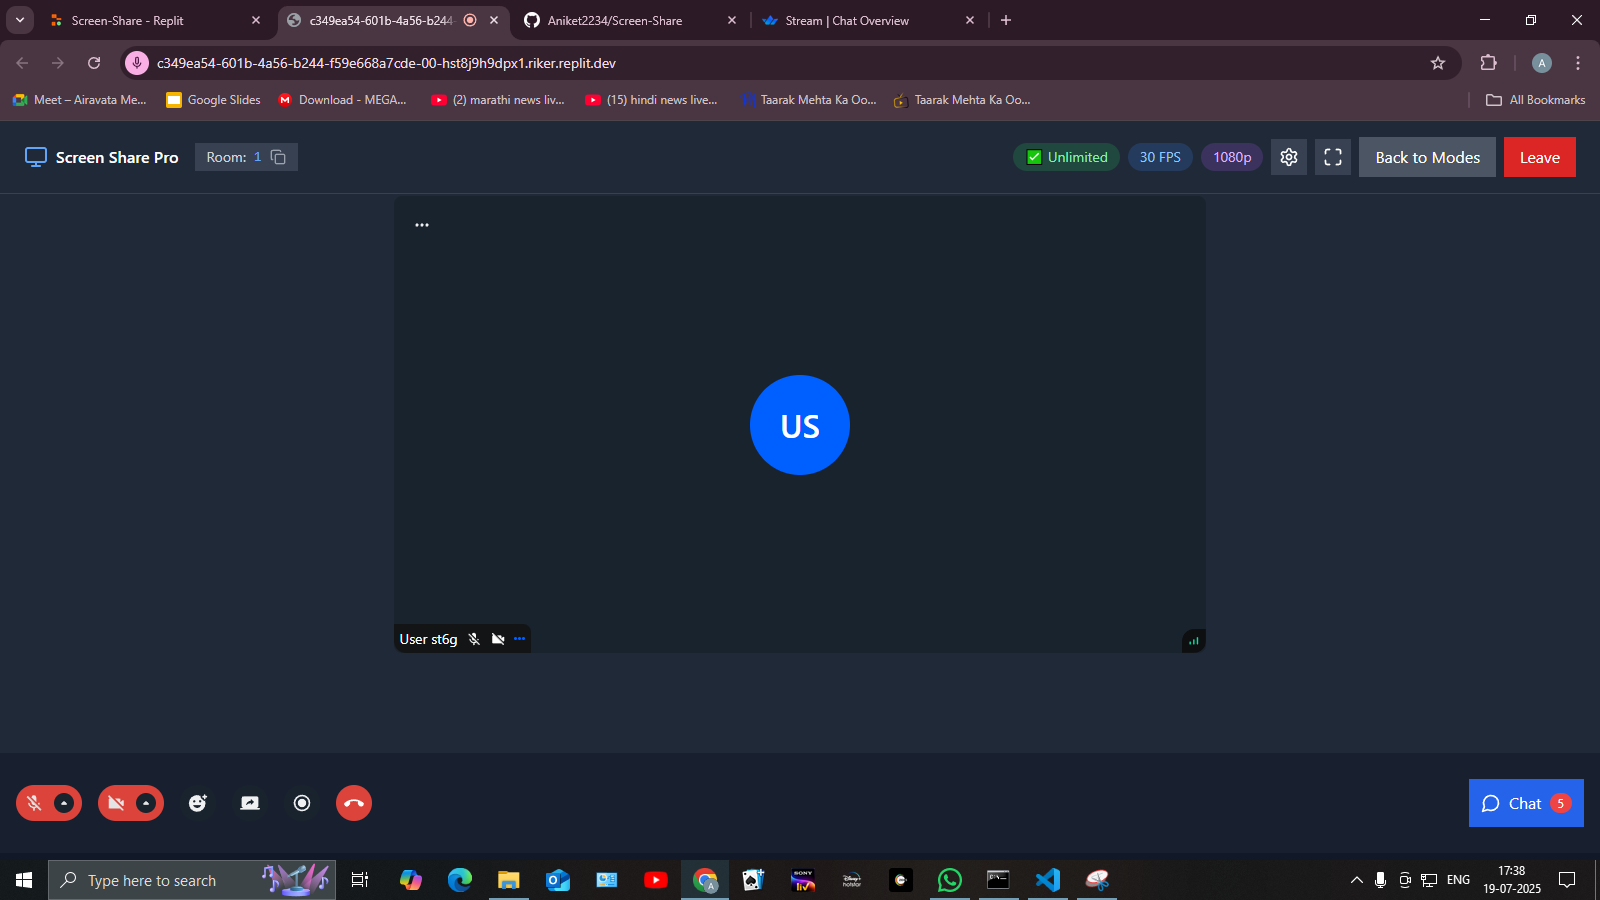 Screen-Share - Replit
c349ea54-601b-4a56-b244-
Aniket2234/Screen-Share
Stream | Chat Overview
c349ea54-601b-4a56-b244-f59e668a7cde-00-hst8j9h9dpx1.riker.replit.dev
A
Meet – Airavata Me...
Google Slides
Download - MEGA...
(2) marathi news liv...
(15) hindi news live...
Taarak Mehta Ka Oo...
Taarak Mehta Ka Oo...
All Bookmarks
Screen Share Pro
Room: 1
Unlimited
30 FPS
1080p
Back to Modes
Leave
US
User st6g
Chat 5
Type here to search
SONY
liv
hotstar
ENG
17:38
19-07-2025